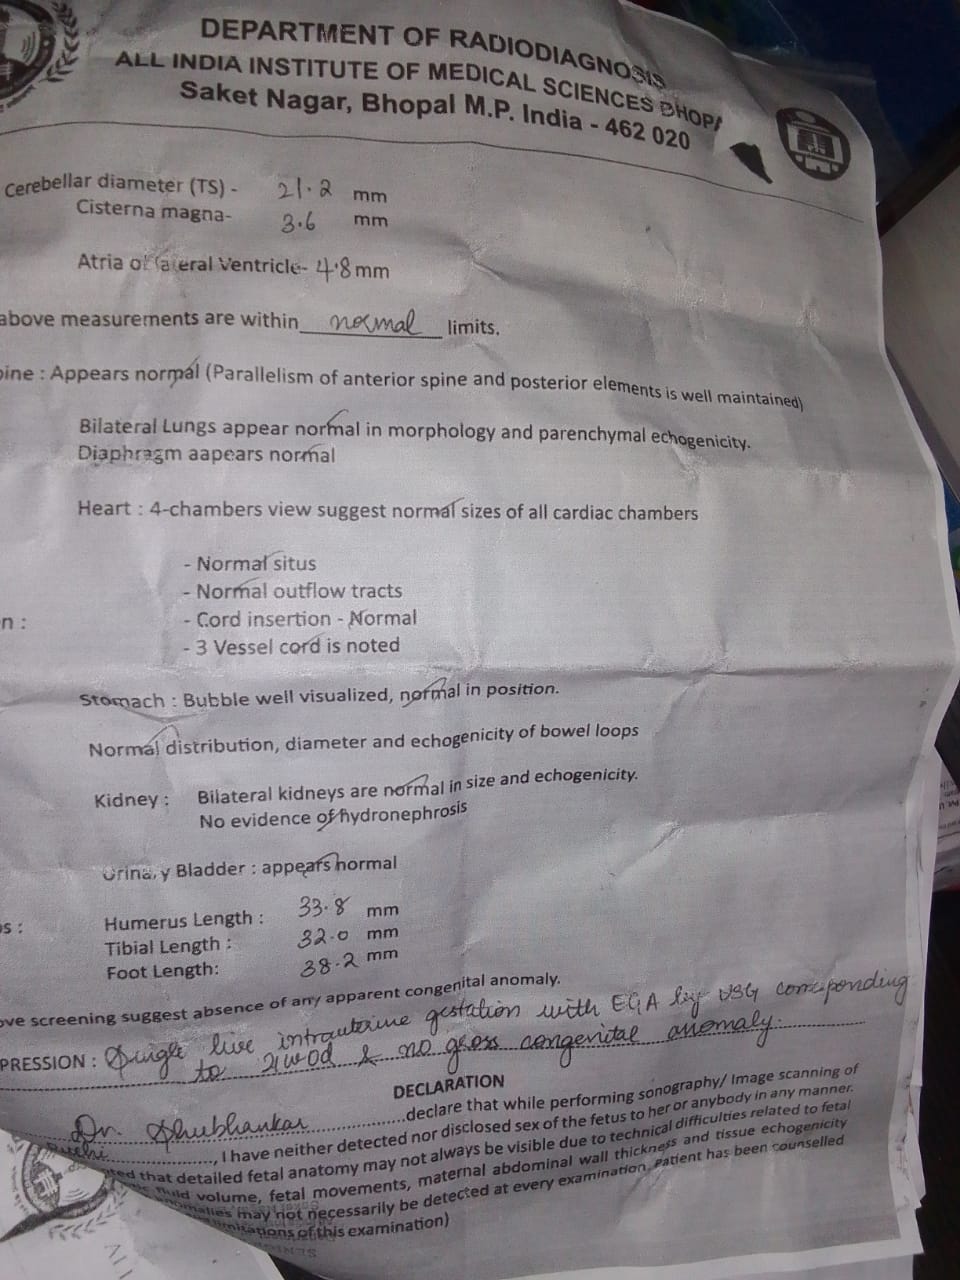 DEPARTMENT OF RADIODIAGNOSIS
ALL INDIA INSTITUTE OF MEDICAL SCIENCES BHOPA
Saket Nagar, Bhopal M.P. India - 462 020
Cerebellar diameter (TS) - 21.2 mm
Cisterna magna- 3.6 mm
Atria of lateral Ventricle- 4.8 mm
above measurements are within normal limits.
pine : Appears normal (Parallelism of anterior spine and posterior elements is well maintained)
Bilateral Lungs appear normal in morphology and parenchymal echogenicity.
Diaphragm aapears normal
Heart : 4-chambers view suggest normal sizes of all cardiac chambers
- Normal situs
- Normal outflow tracts
n : - Cord insertion - Normal
- 3 Vessel cord is noted
Stomach : Bubble well visualized, normal in position.
Normal distribution, diameter and echogenicity of bowel loops
Kidney : Bilateral kidneys are normal in size and echogenicity.
No evidence of hydronephrosis
Urinary Bladder : appears normal
s : Humerus Length : 33.8 mm
Tibial Length : 32.0 mm
Foot Length: 38.2 mm
ove screening suggest absence of any apparent congenital anomaly.
PRESSION : Single live intrauterine gestation with EGA by USG corresponding
to 21w0d & no gross congenital anomaly.
DECLARATION
Dr. Shubhankar declare that while performing sonography/ Image scanning of
, I have neither detected nor disclosed sex of the fetus to her or anybody in any manner.
ted that detailed fetal anatomy may not always be visible due to technical difficulties related to fetal
fluid volume, fetal movements, maternal abdominal wall thickness and tissue echogenicity
nomalies may not necessarily be detected at every examination, Patient has been counselled
limitations of this examination)